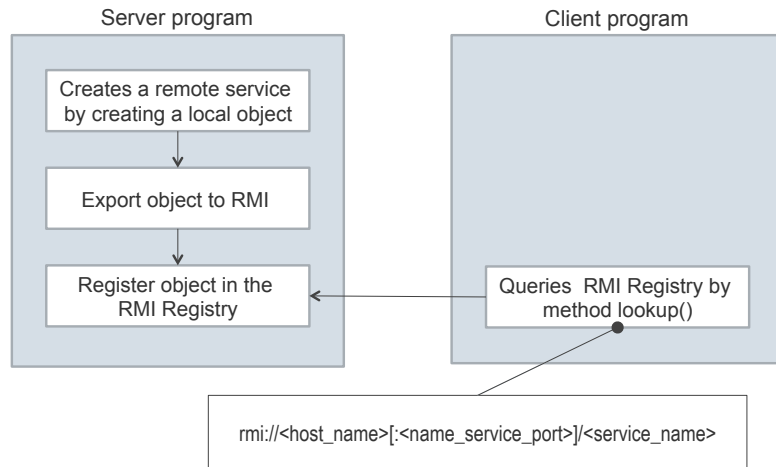 Server program
Creates a remote service
by creating a local object
Export object to RMI
Register object in the
RMI Registry
Client program
Queries RMI Registry by
method lookup()
rmi://<host_name>[:<name_service_port>]/<service_name>